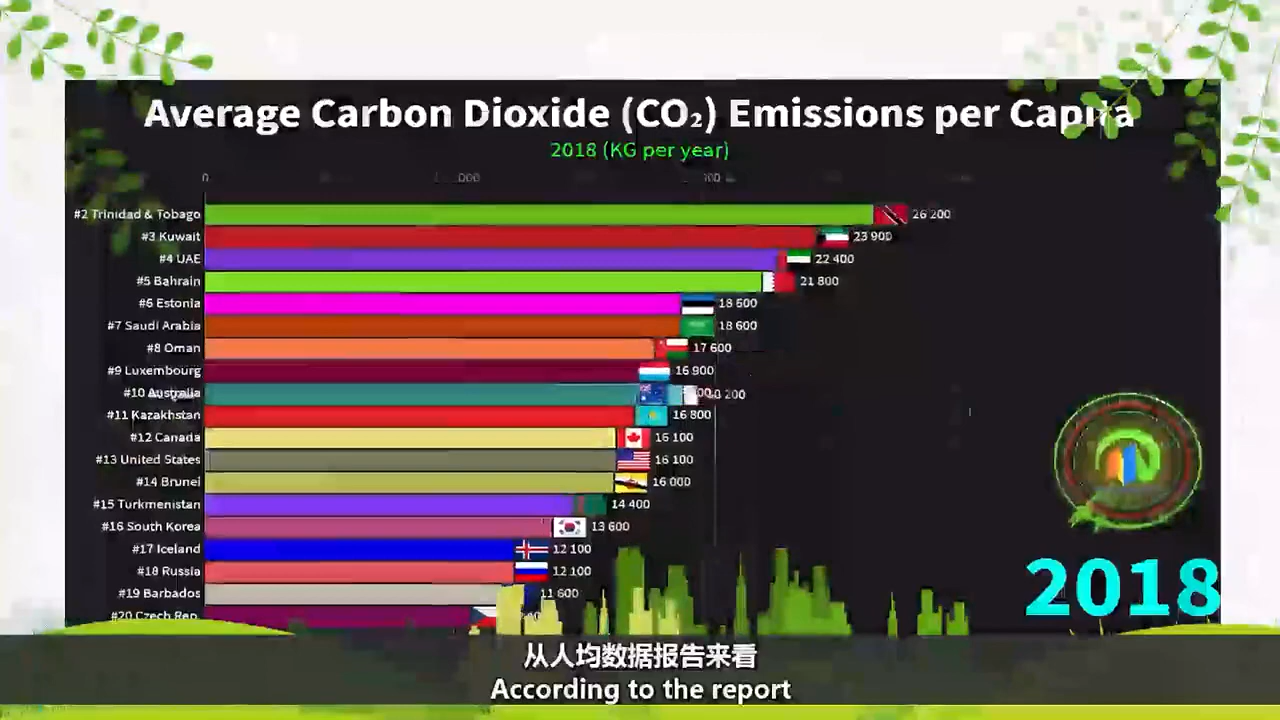 Average Carbon Dioxide (CO₂) Emissions per Capita
2018 (KG per year)
0
#2 Trinidad & Tobago 26 200
#3 Kuwait 23 900
#4 UAE 22 400
#5 Bahrain 21 800
#6 Estonia 18 600
#7 Saudi Arabia 18 600
#8 Oman 17 600
#9 Luxembourg 16 900
#10 Australia
#11 Kazakhstan 16 800
#12 Canada 16 100
#13 United States 16 100
#14 Brunei 16 000
#15 Turkmenistan 14 400
#16 South Korea 13 600
#17 Iceland 12 100
#18 Russia 12 100
#19 Barbados 11 600
#20 Czech Rep.
2018
从人均数据报告来看
According to the report